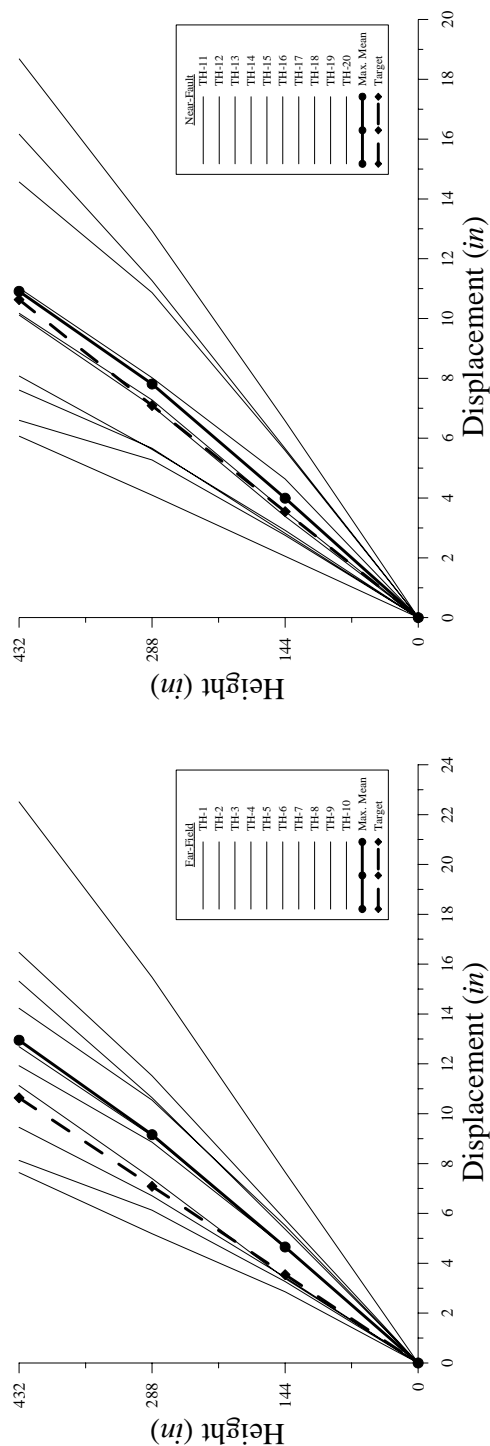 432
288
144
0
Height (in)
0
2
4
6
8
10
12
14
16
18
20
22
24
Displacement (in)
Far-Field
TH-1
TH-2
TH-3
TH-4
TH-5
TH-6
TH-7
TH-8
TH-9
TH-10
Max. Mean
Target
432
288
144
0
Height (in)
0
2
4
6
8
10
12
14
16
18
20
Displacement (in)
Near-Fault
TH-11
TH-12
TH-13
TH-14
TH-15
TH-16
TH-17
TH-18
TH-19
TH-20
Max. Mean
Target